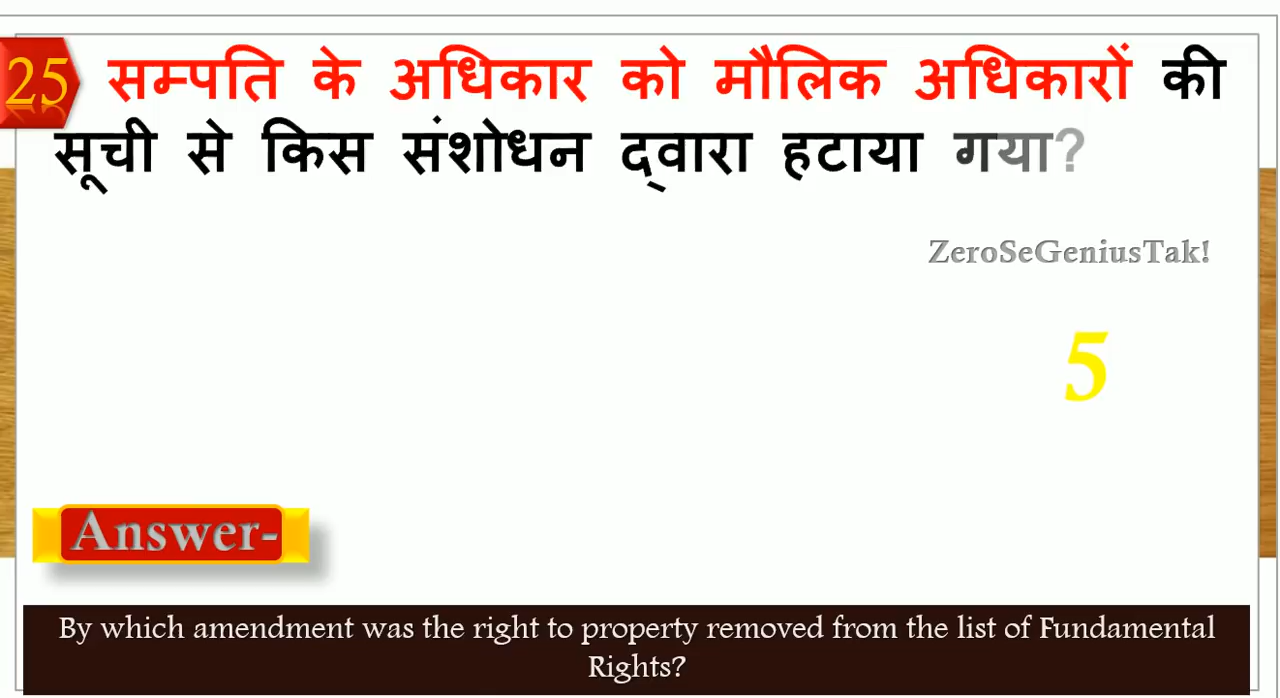 25 सम्पति के अधिकार को मौलिक अधिकारों की
सूची से किस संशोधन द्वारा हटाया गया?
ZeroSeGeniusTak!
5
Answer-
By which amendment was the right to property removed from the list of Fundamental
Rights?